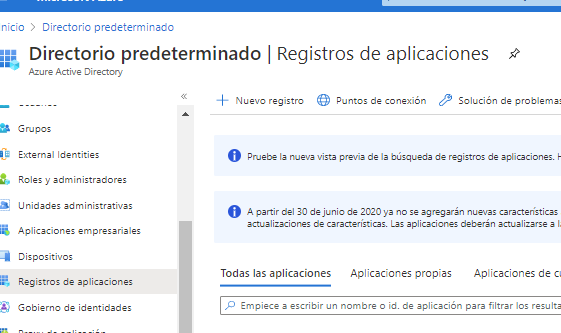 Inicio > Directorio predeterminado
Directorio predeterminado | Registros de aplicaciones
Azure Active Directory
«
Grupos
External Identities
Roles y administradores
Unidades administrativas
Aplicaciones empresariales
Dispositivos
Registros de aplicaciones
Gobierno de identidades
+ Nuevo registro Puntos de conexión Solución de problemas
Pruebe la nueva vista previa de la búsqueda de registros de aplicaciones. H
A partir del 30 de junio de 2020 ya no se agregarán nuevas características
actualizaciones de características. Las aplicaciones deberán actualizarse a l
Todas las aplicaciones Aplicaciones propias Aplicaciones de cu
Empiece a escribir un nombre o id. de aplicación para filtrar los resulta